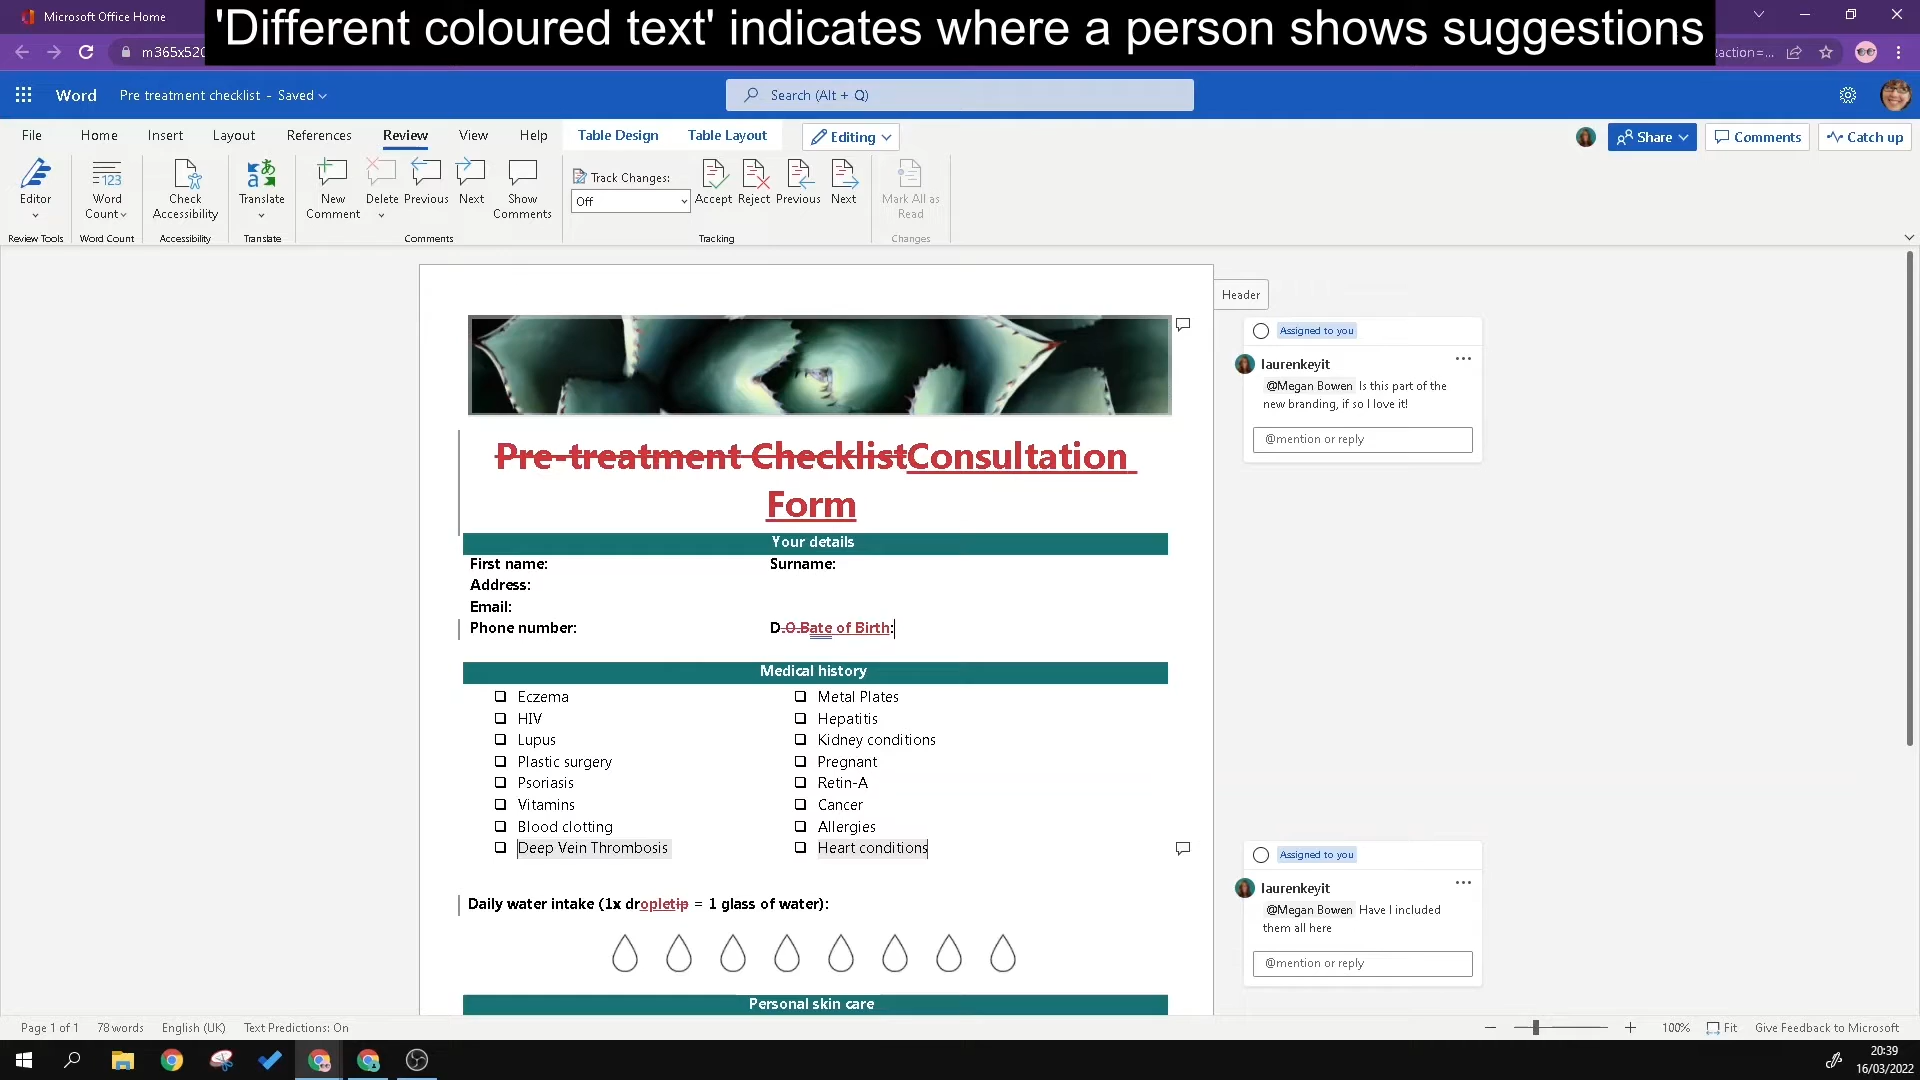 Microsoft Office Home
'Different coloured text' indicates where a person shows suggestions
m365x520
action=...
Word
Pre treatment checklist - Saved
Search (Alt + Q)
File
Home
Insert
Layout
References
Review
View
Help
Table Design
Table Layout
Editing
Share
Comments
Catch up
Editor
Word
Count
Check
Accessibility
Translate
New
Comment
Delete
Previous
Next
Show
Comments
Track Changes:
Off
Accept
Reject
Previous
Next
Mark All as
Read
Review Tools
Word Count
Accessibility
Translate
Comments
Tracking
Changes
Header
Assigned to you
laurenkeyit
@Megan Bowen Is this part of the
new branding, if so I love it!
@mention or reply
Pre-treatment ChecklistConsultation
Form
Your details
First name:
Surname:
Address:
Email:
Phone number:
D.O.Bate of Birth:
Medical history
Eczema
Metal Plates
HIV
Hepatitis
Lupus
Kidney conditions
Plastic surgery
Pregnant
Psoriasis
Retin-A
Vitamins
Cancer
Blood clotting
Allergies
Deep Vein Thrombosis
Heart conditions
Assigned to you
laurenkeyit
@Megan Bowen Have I included
them all here
@mention or reply
Daily water intake (1x dropletip = 1 glass of water):
Personal skin care
Page 1 of 1
78 words
English (UK)
Text Predictions: On
100%
Fit
Give Feedback to Microsoft
20:39
16/03/2022